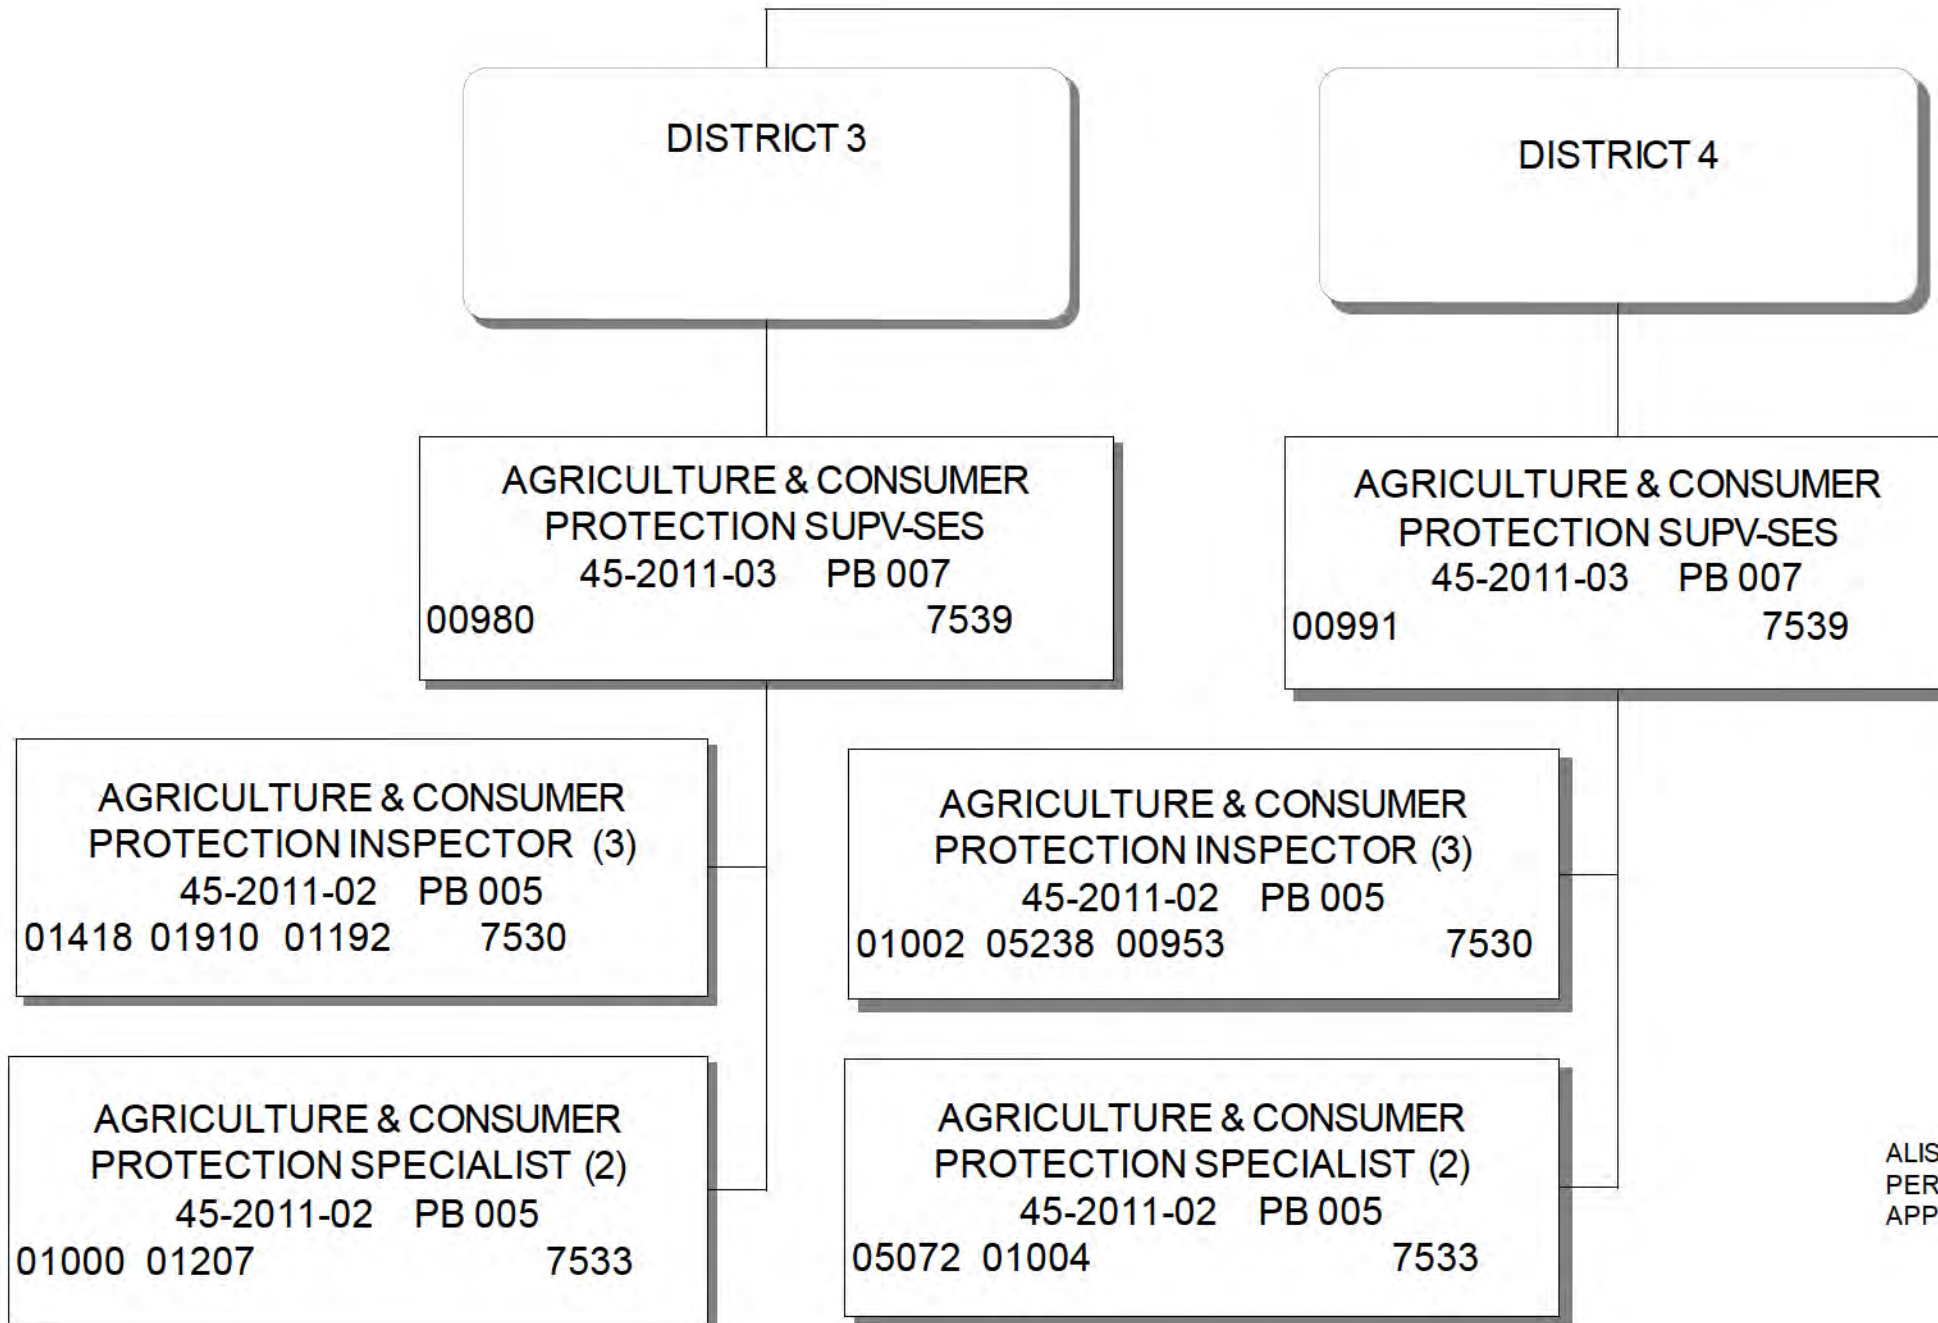 DISTRICT 3
DISTRICT 4
AGRICULTURE & CONSUMER
PROTECTION SUPV-SES
45-2011-03 PB 007
00980 7539
AGRICULTURE & CONSUMER
PROTECTION SUPV-SES
45-2011-03 PB 007
00991 7539
AGRICULTURE & CONSUMER
PROTECTION INSPECTOR (3)
45-2011-02 PB 005
01418 01910 01192 7530
AGRICULTURE & CONSUMER
PROTECTION INSPECTOR (3)
45-2011-02 PB 005
01002 05238 00953 7530
AGRICULTURE & CONSUMER
PROTECTION SPECIALIST (2)
45-2011-02 PB 005
01000 01207 7533
AGRICULTURE & CONSUMER
PROTECTION SPECIALIST (2)
45-2011-02 PB 005
05072 01004 7533
ALIS
PER
APP